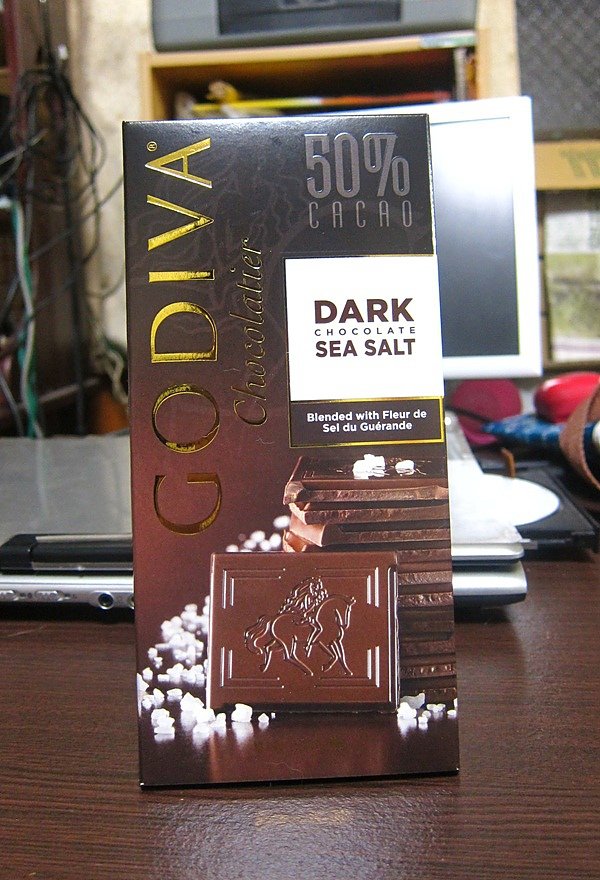 GODIVA®
Chocolatier
50%
CACAO
DARK
CHOCOLATE
SEA SALT
Blended with Fleur de
Sel du Guérande